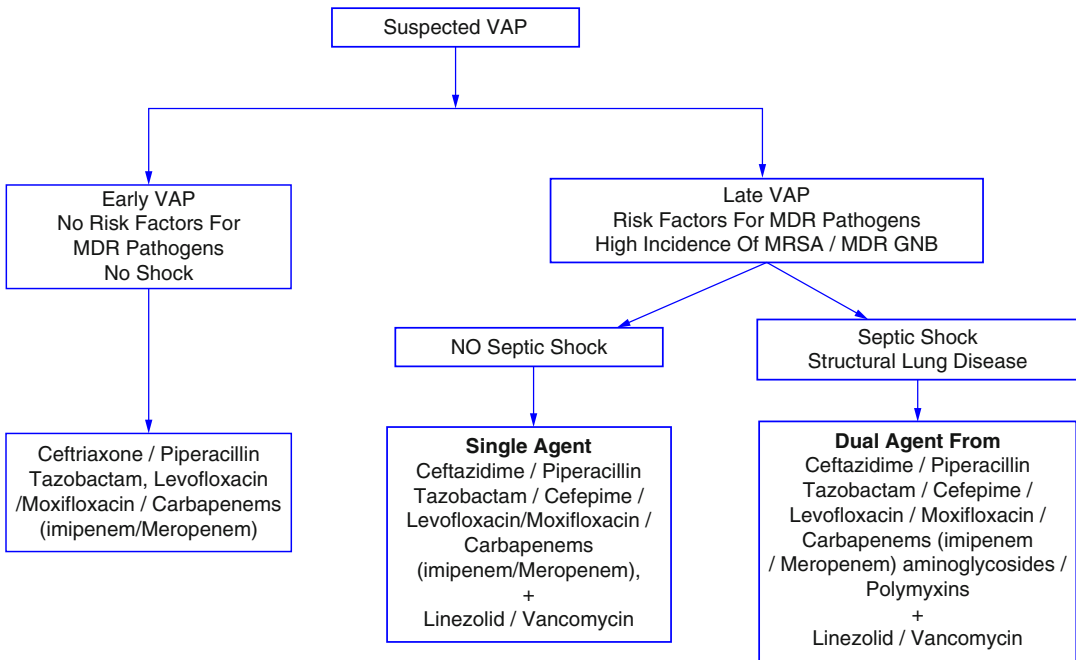 Suspected VAP
Early VAP
No Risk Factors For
MDR Pathogens
No Shock
Late VAP
Risk Factors For MDR Pathogens
High Incidence Of MRSA / MDR GNB
NO Septic Shock
Septic Shock
Structural Lung Disease
Ceftriaxone / Piperacillin
Tazobactam, Levofloxacin
/Moxifloxacin / Carbapenems
(imipenem/Meropenem)
Single Agent
Ceftazidime / Piperacillin
Tazobactam / Cefepime /
Levofloxacin/Moxifloxacin /
Carbapenems
(imipenem/Meropenem),
+
Linezolid / Vancomycin
Dual Agent From
Ceftazidime / Piperacillin
Tazobactam / Cefepime /
Levofloxacin / Moxifloxacin /
Carbapenems (imipenem
/ Meropenem) aminoglycosides /
Polymyxins
+
Linezolid / Vancomycin